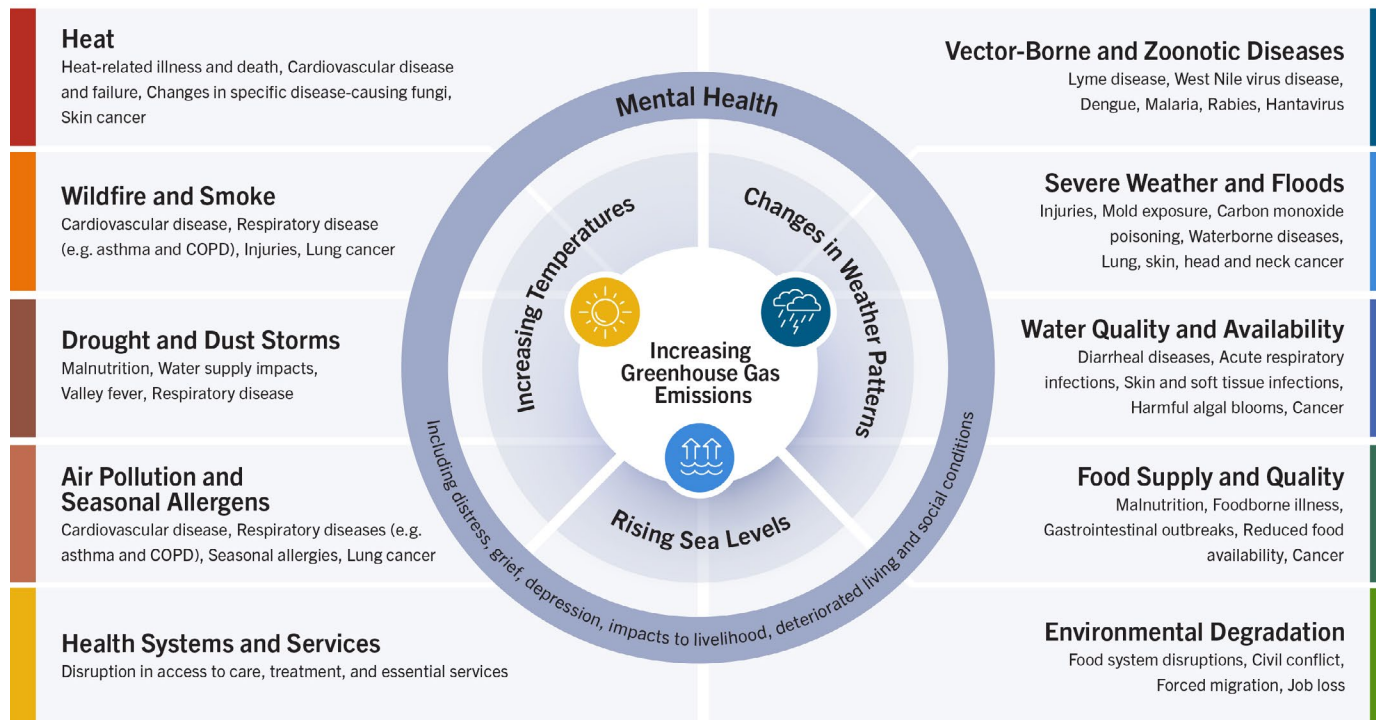 Heat
Heat-related illness and death, Cardiovascular disease
and failure, Changes in specific disease-causing fungi,
Skin cancer
Wildfire and Smoke
Cardiovascular disease, Respiratory disease
(e.g. asthma and COPD), Injuries, Lung cancer
Drought and Dust Storms
Malnutrition, Water supply impacts,
Valley fever, Respiratory disease
Air Pollution and
Seasonal Allergens
Cardiovascular disease, Respiratory diseases (e.g.
asthma and COPD), Seasonal allergies, Lung cancer
Health Systems and Services
Disruption in access to care, treatment, and essential services
Mental Health
Increasing Temperatures
Changes in Weather Patterns
Increasing
Greenhouse Gas
Emissions
Rising Sea Levels
Including distress, grief, depression, impacts to livelihood, deteriorated living and social conditions
Vector-Borne and Zoonotic Diseases
Lyme disease, West Nile virus disease,
Dengue, Malaria, Rabies, Hantavirus
Severe Weather and Floods
Injuries, Mold exposure, Carbon monoxide
poisoning, Waterborne diseases,
Lung, skin, head and neck cancer
Water Quality and Availability
Diarrheal diseases, Acute respiratory
infections, Skin and soft tissue infections,
Harmful algal blooms, Cancer
Food Supply and Quality
Malnutrition, Foodborne illness,
Gastrointestinal outbreaks, Reduced food
availability, Cancer
Environmental Degradation
Food system disruptions, Civil conflict,
Forced migration, Job loss